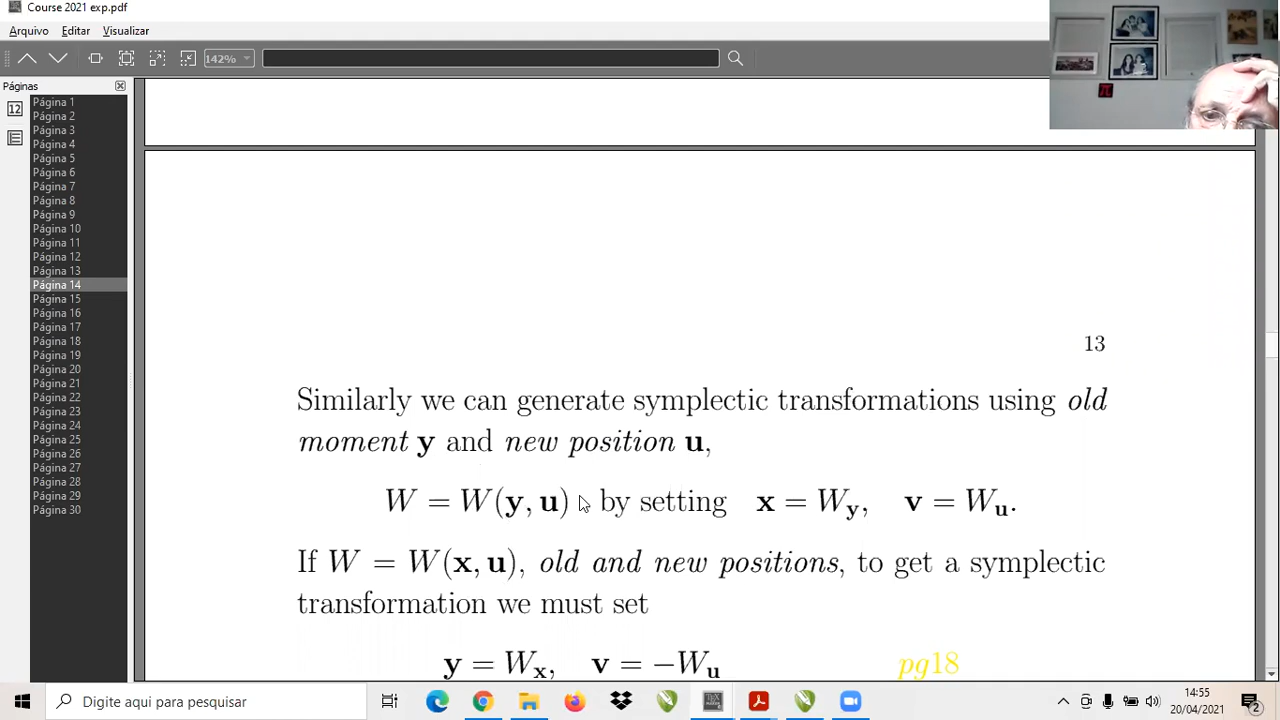 Course 2021 exp.pdf
Arquivo Editar Visualizar
142%
Páginas
12
Página 1
Página 2
Página 3
Página 4
Página 5
Página 6
Página 7
Página 8
Página 9
Página 10
Página 11
Página 12
Página 13
Página 14
Página 15
Página 16
Página 17
Página 18
Página 19
Página 20
Página 21
Página 22
Página 23
Página 24
Página 25
Página 26
Página 27
Página 28
Página 29
Página 30
π
13
Similarly we can generate symplectic transformations using old
moment y and new position u,
W = W(y, u) by setting x = W_y, v = W_u.
If W = W(x, u), old and new positions, to get a symplectic
transformation we must set
y = W_x, v = −W_u pg18
Digite aqui para pesquisar
14:55
20/04/2021
2